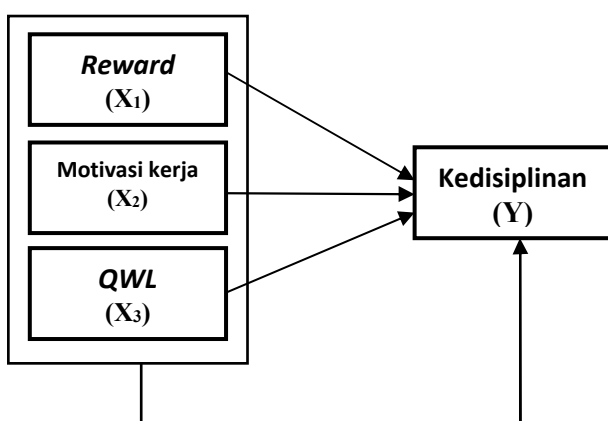 Reward
(X₁)
Motivasi kerja
(X₂)
QWL
(X₃)
Kedisiplinan
(Y)